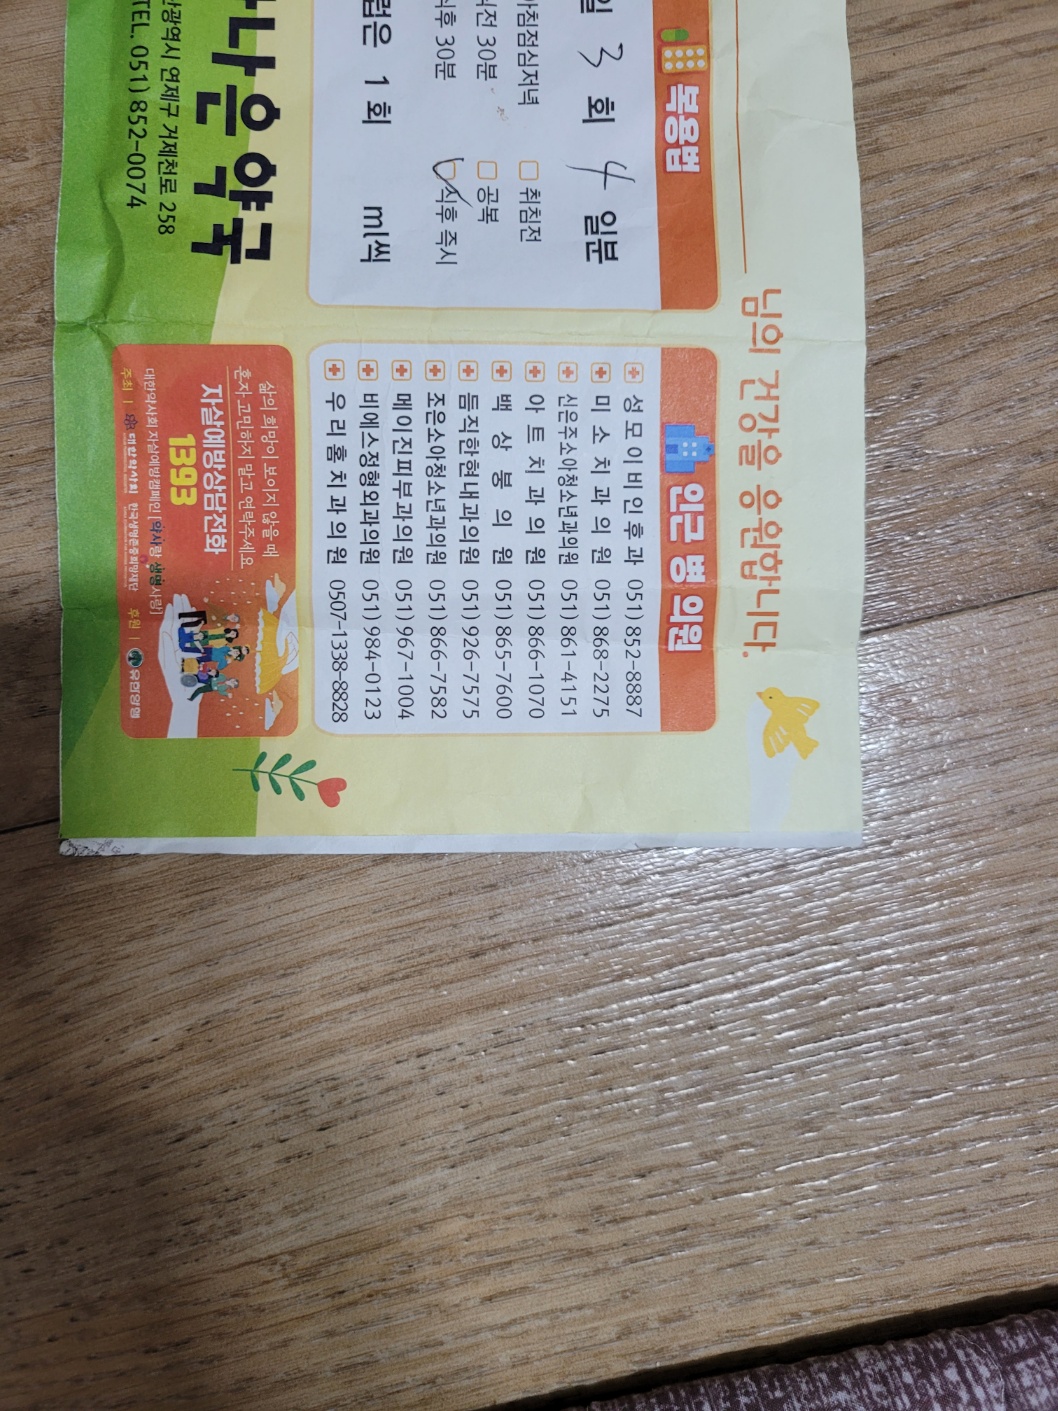 님의 건강을 응원합니다.
복용법
일 3 회 4 일분
아침점심저녁
취침전
식전 30분
공복
식후 30분
식후 즉시
럽은 1 회 ml씩
나은약국
산광역시 연제구 거제천로 258
TEL. 051) 852-0074
인근 병 의원
성모이비인후과 051) 852-8887
미소치과의원 051) 868-2275
신은주소아청소년과의원 051) 861-4151
아트치과의원 051) 866-1070
백상붕의원 051) 865-7600
듬직한현내과의원 051) 926-7575
조은소아청소년과의원 051) 866-7582
메이진피부과의원 051) 967-1004
비에스정형외과의원 051) 984-0123
우리홈치과의원 0507-1338-8828
삶의 희망이 보이지 않을 때
혼자 고민하지 말고 연락주세요
자살예방상담전화
1393
대한약사회 자살예방캠페인 [약사랑 생명사랑]
주최 | 대한약사회 한국생명존중희망재단 후원 | 유한양행